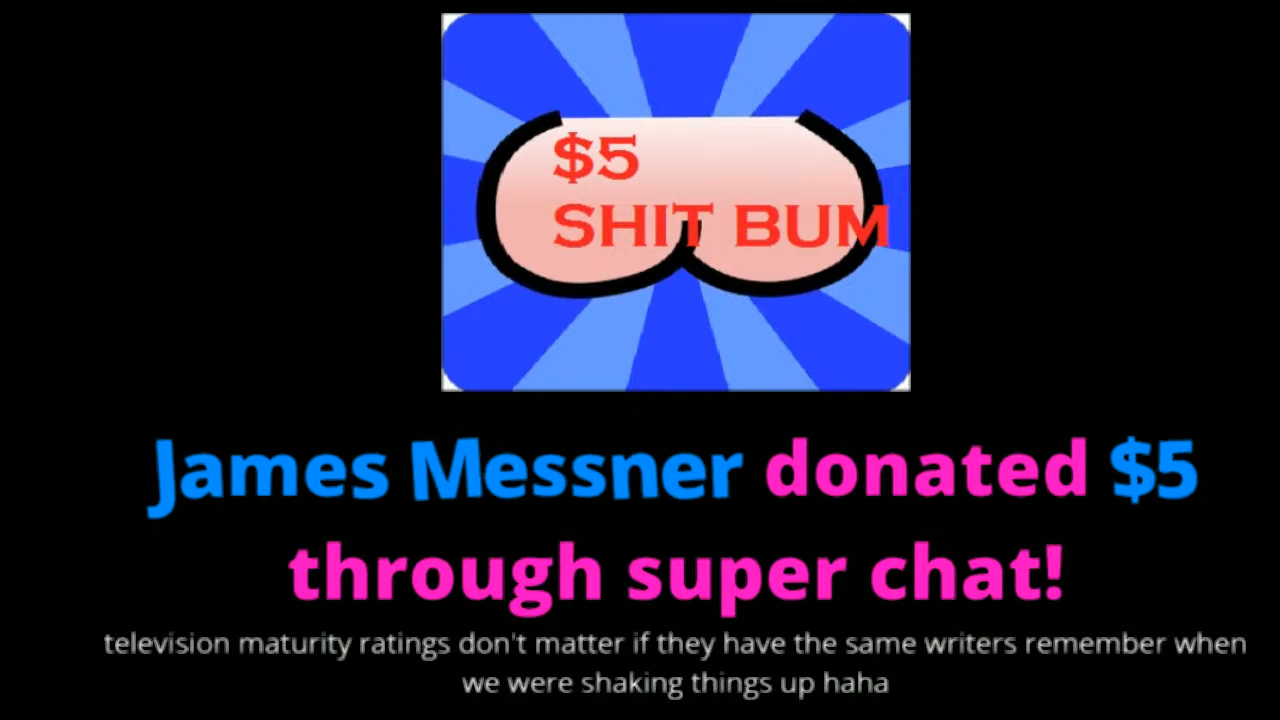 $5
SHIT BUM
James Messner donated $5
through super chat!
television maturity ratings don't matter if they have the same writers remember when
we were shaking things up haha